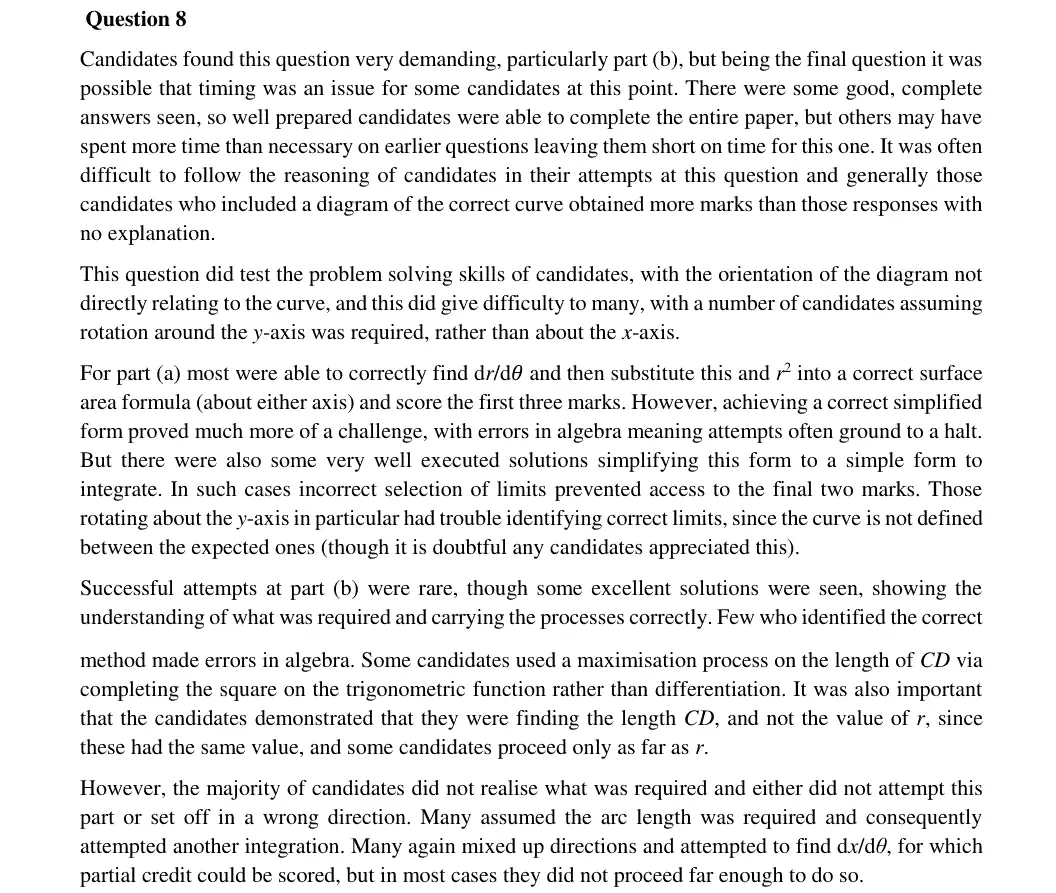 Question 8
Candidates found this question very demanding, particularly part (b), but being the final question it was
possible that timing was an issue for some candidates at this point. There were some good, complete
answers seen, so well prepared candidates were able to complete the entire paper, but others may have
spent more time than necessary on earlier questions leaving them short on time for this one. It was often
difficult to follow the reasoning of candidates in their attempts at this question and generally those
candidates who included a diagram of the correct curve obtained more marks than those responses with
no explanation.
This question did test the problem solving skills of candidates, with the orientation of the diagram not
directly relating to the curve, and this did give difficulty to many, with a number of candidates assuming
rotation around the y-axis was required, rather than about the x-axis.
For part (a) most were able to correctly find dr/dθ and then substitute this and r² into a correct surface
area formula (about either axis) and score the first three marks. However, achieving a correct simplified
form proved much more of a challenge, with errors in algebra meaning attempts often ground to a halt.
But there were also some very well executed solutions simplifying this form to a simple form to
integrate. In such cases incorrect selection of limits prevented access to the final two marks. Those
rotating about the y-axis in particular had trouble identifying correct limits, since the curve is not defined
between the expected ones (though it is doubtful any candidates appreciated this).
Successful attempts at part (b) were rare, though some excellent solutions were seen, showing the
understanding of what was required and carrying the processes correctly. Few who identified the correct
method made errors in algebra. Some candidates used a maximisation process on the length of CD via
completing the square on the trigonometric function rather than differentiation. It was also important
that the candidates demonstrated that they were finding the length CD, and not the value of r, since
these had the same value, and some candidates proceed only as far as r.
However, the majority of candidates did not realise what was required and either did not attempt this
part or set off in a wrong direction. Many assumed the arc length was required and consequently
attempted another integration. Many again mixed up directions and attempted to find dx/dθ, for which
partial credit could be scored, but in most cases they did not proceed far enough to do so.